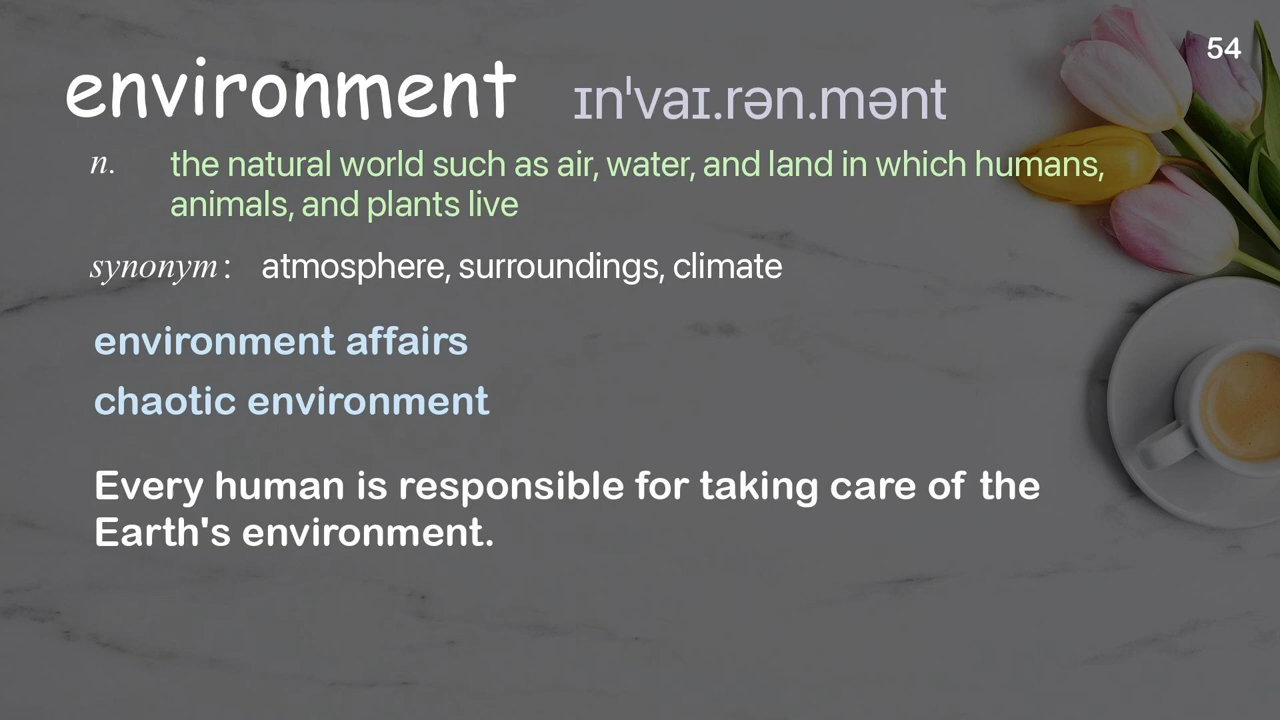 54
environment ɪnˈvaɪ.rən.mənt
n. the natural world such as air, water, and land in which humans,
animals, and plants live
synonym: atmosphere, surroundings, climate
environment affairs
chaotic environment
Every human is responsible for taking care of the
Earth's environment.